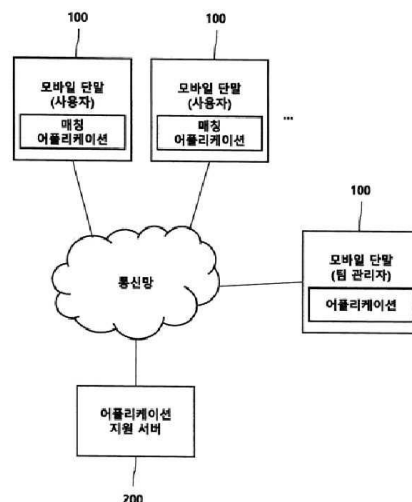 100
100
모바일 단말
(사용자)
매칭
어플리케이션
모바일 단말
(사용자)
매칭
어플리케이션
...
100
모바일 단말
(팀 관리자)
어플리케이션
통신망
어플리케이션
지원 서버
200